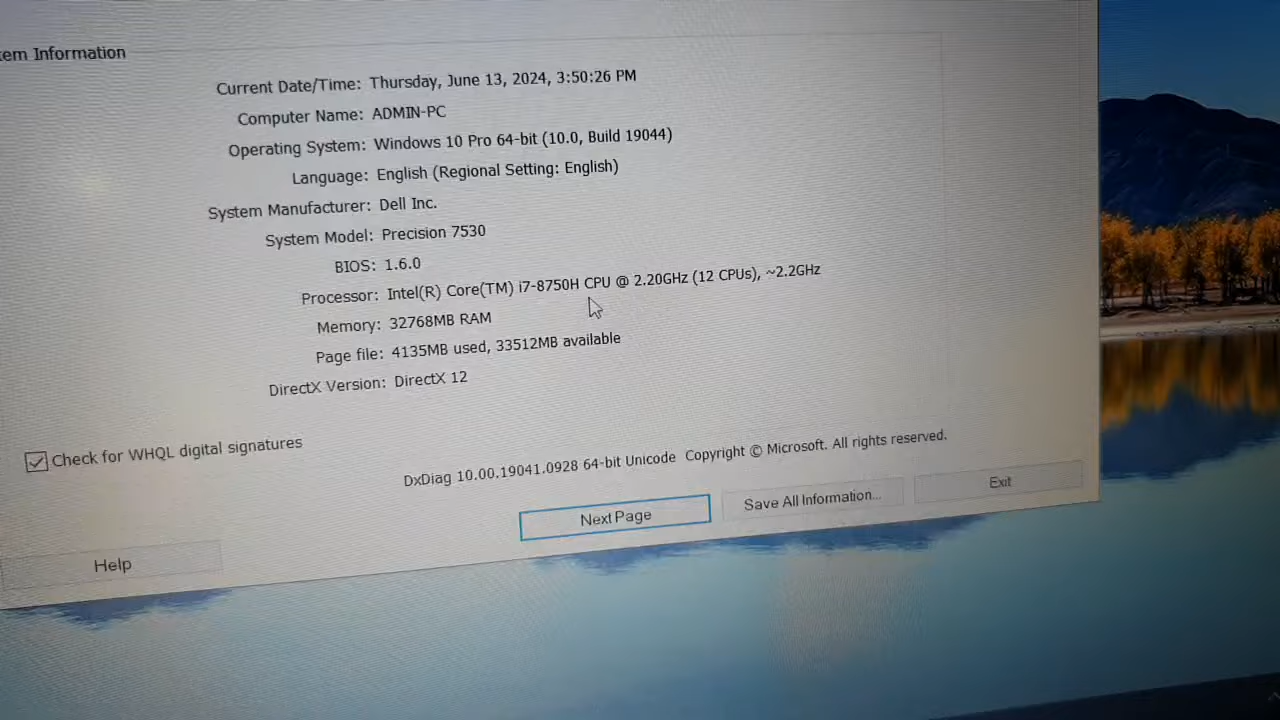 em Information
Current Date/Time: Thursday, June 13, 2024, 3:50:26 PM
Computer Name: ADMIN-PC
Operating System: Windows 10 Pro 64-bit (10.0, Build 19044)
Language: English (Regional Setting: English)
System Manufacturer: Dell Inc.
System Model: Precision 7530
BIOS: 1.6.0
Processor: Intel(R) Core(TM) i7-8750H CPU @ 2.20GHz (12 CPUs), ~2.2GHz
Memory: 32768MB RAM
Page file: 4135MB used, 33512MB available
DirectX Version: DirectX 12
Check for WHQL digital signatures
DxDiag 10.00.19041.0928 64-bit Unicode Copyright © Microsoft. All rights reserved.
Help
Next Page
Save All Information...
Exit